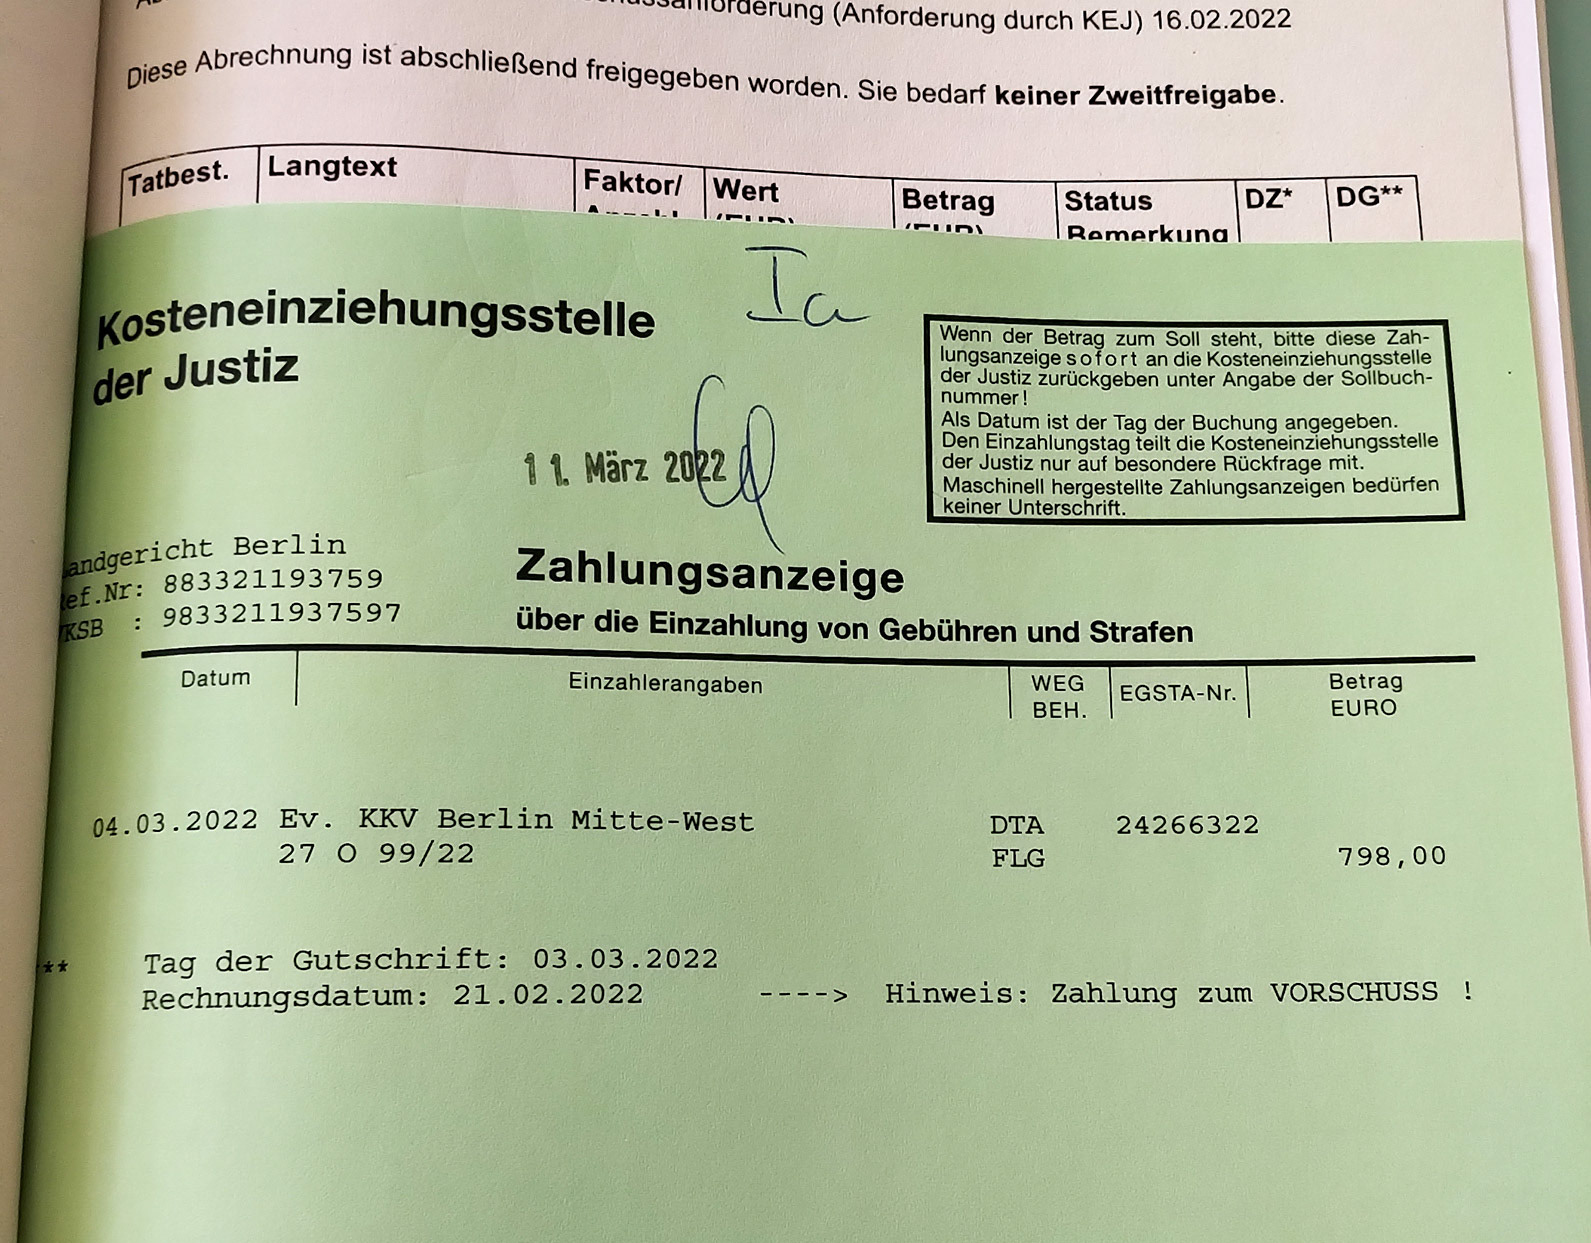 (Anforderung durch KEJ) 16.02.2022
Diese Abrechnung ist abschließend freigegeben worden. Sie bedarf keiner Zweitfreigabe.
Tatbest. Langtext Faktor/ Wert Betrag Status DZ* DG**
(EUR) (EUR) Bemerkung
Ia
Kosteneinziehungsstelle
der Justiz
Wenn der Betrag zum Soll steht, bitte diese Zah-
lungsanzeige sofort an die Kosteneinziehungsstelle
der Justiz zurückgeben unter Angabe der Sollbuch-
nummer!
Als Datum ist der Tag der Buchung angegeben.
Den Einzahlungstag teilt die Kosteneinziehungsstelle
der Justiz nur auf besondere Rückfrage mit.
Maschinell hergestellte Zahlungsanzeigen bedürfen
keiner Unterschrift.
11. März 2022
andgericht Berlin
ef.Nr: 883321193759
KSB : 9833211937597
Zahlungsanzeige
über die Einzahlung von Gebühren und Strafen
Datum Einzahlerangaben WEG EGSTA-Nr. Betrag
BEH. EURO
04.03.2022 Ev. KKV Berlin Mitte-West DTA 24266322
27 O 99/22 FLG 798,00
** Tag der Gutschrift: 03.03.2022
Rechnungsdatum: 21.02.2022 ----> Hinweis: Zahlung zum VORSCHUSS !